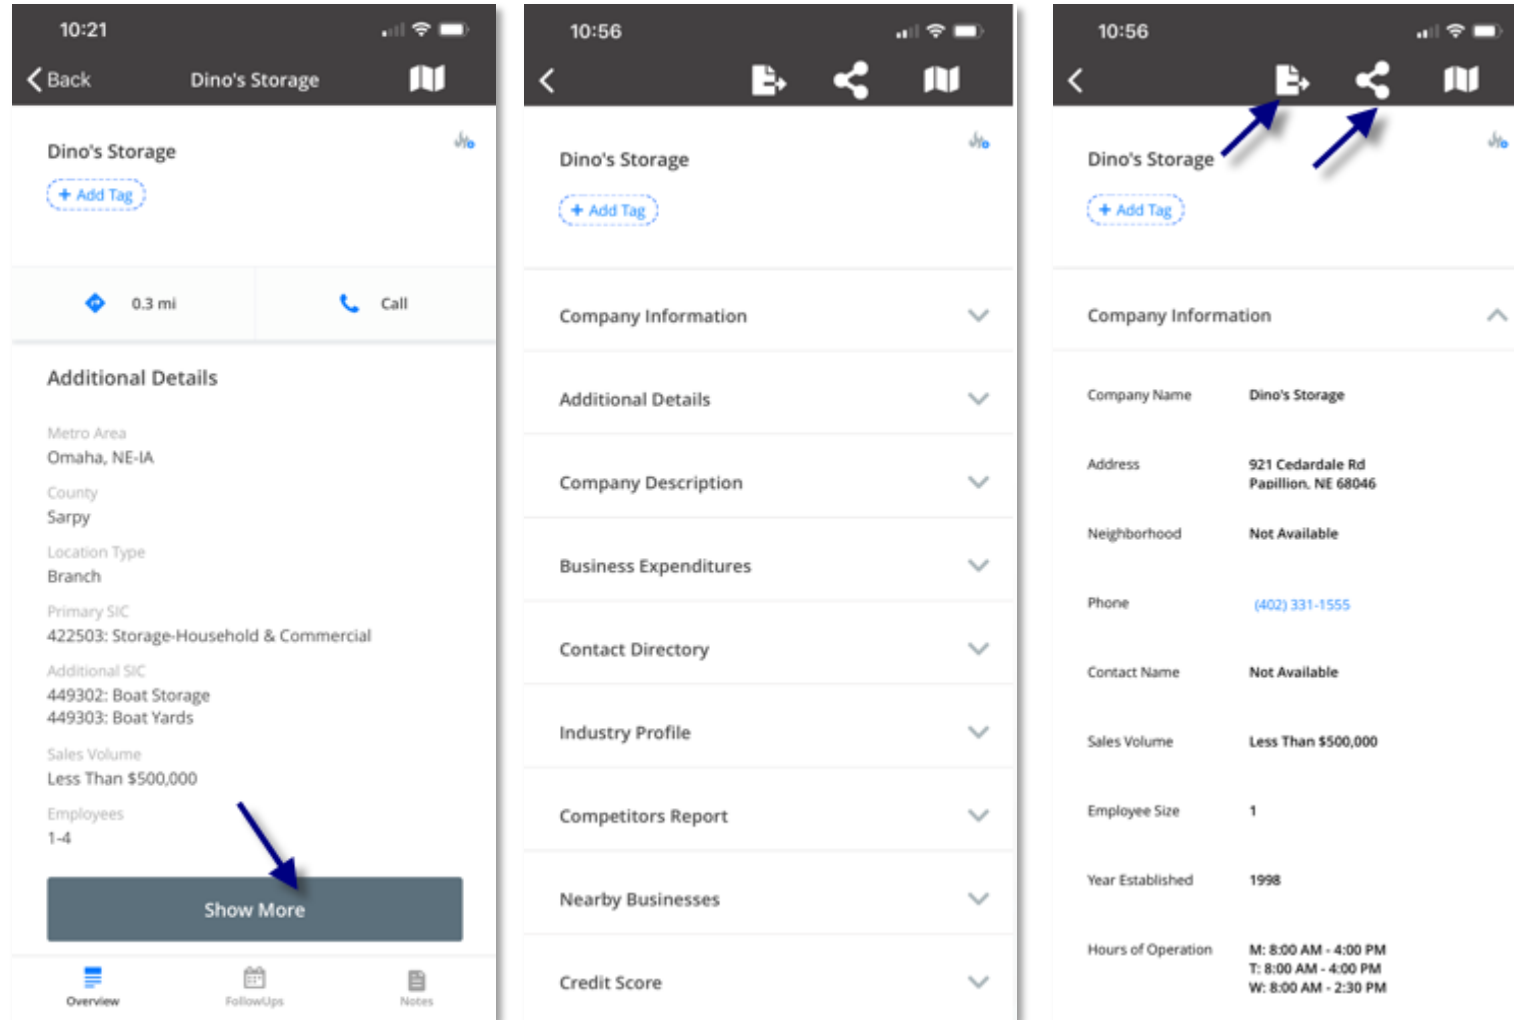 10:21
Back
Dino's Storage
Dino's Storage
+ Add Tag
0.3 mi
Call
Additional Details
Metro Area
Omaha, NE-IA
County
Sarpy
Location Type
Branch
Primary SIC
422503: Storage-Household & Commercial
Additional SIC
449302: Boat Storage
449303: Boat Yards
Sales Volume
Less Than $500,000
Employees
1-4
Show More
Overview
FollowUps
Notes
10:56
Dino's Storage
+ Add Tag
Company Information
Additional Details
Company Description
Business Expenditures
Contact Directory
Industry Profile
Competitors Report
Nearby Businesses
Credit Score
10:56
Dino's Storage
+ Add Tag
Company Information
Company Name Dino's Storage
Address 921 Cedardale Rd
Papillion, NE 68046
Neighborhood Not Available
Phone (402) 331-1555
Contact Name Not Available
Sales Volume Less Than $500,000
Employee Size 1
Year Established 1998
Hours of Operation M: 8:00 AM - 4:00 PM
T: 8:00 AM - 4:00 PM
W: 8:00 AM - 2:30 PM